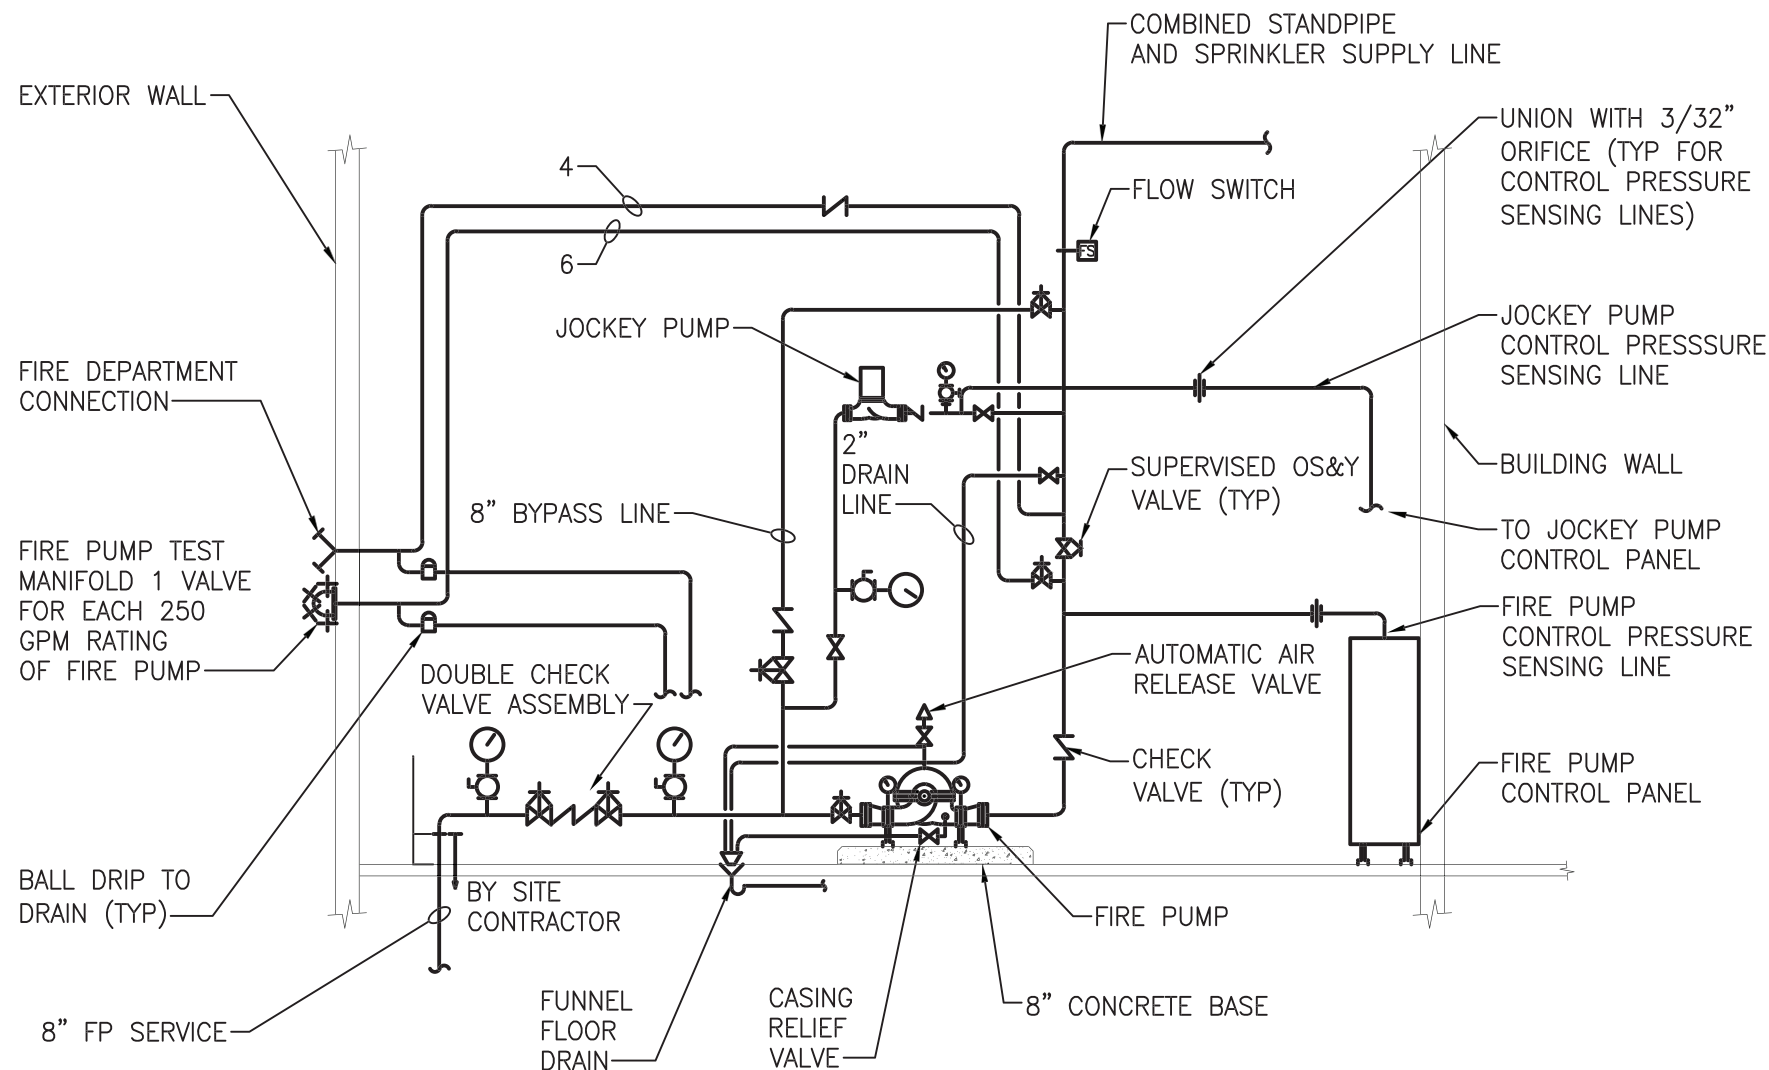 COMBINED STANDPIPE
AND SPRINKLER SUPPLY LINE
EXTERIOR WALL
UNION WITH 3/32"
ORIFICE (TYP FOR
CONTROL PRESSURE
SENSING LINES)
4
FLOW SWITCH
FS
6
JOCKEY PUMP
JOCKEY PUMP
CONTROL PRESSSURE
SENSING LINE
FIRE DEPARTMENT
CONNECTION
2"
DRAIN
LINE
SUPERVISED OS&Y
VALVE (TYP)
BUILDING WALL
8" BYPASS LINE
TO JOCKEY PUMP
CONTROL PANEL
FIRE PUMP TEST
MANIFOLD 1 VALVE
FOR EACH 250
GPM RATING
OF FIRE PUMP
FIRE PUMP
CONTROL PRESSURE
SENSING LINE
DOUBLE CHECK
VALVE ASSEMBLY
AUTOMATIC AIR
RELEASE VALVE
CHECK
VALVE (TYP)
FIRE PUMP
CONTROL PANEL
BALL DRIP TO
DRAIN (TYP)
BY SITE
CONTRACTOR
FIRE PUMP
8" FP SERVICE
FUNNEL
FLOOR
DRAIN
CASING
RELIEF
VALVE
8" CONCRETE BASE